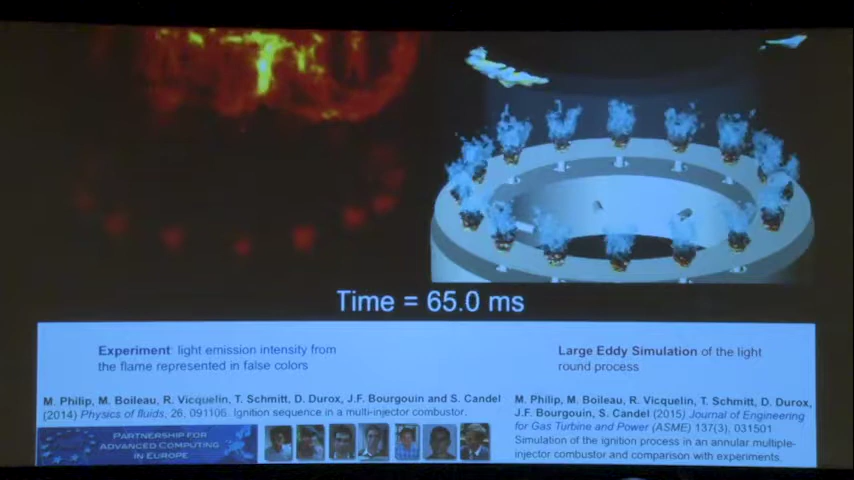 Time = 65.0 ms
Experiment: light emission intensity from
the flame represented in false colors
Large Eddy Simulation of the light
round process
M. Philip, M. Boileau, R. Vicquelin, T. Schmitt, D. Durox, J.F. Bourgouin and S. Candel
(2014) Physics of fluids, 26, 091106. Ignition sequence in a multi-injector combustor.
M. Philip, M. Boileau, R. Vicquelin, T. Schmitt, D. Durox,
J.F. Bourgouin, S. Candel (2015) Journal of Engineering
for Gas Turbine and Power (ASME) 137(3), 031501
Simulation of the ignition process in an annular multiple-
injector combustor and comparison with experiments.
PARTNERSHIP FOR
ADVANCED COMPUTING
IN EUROPE